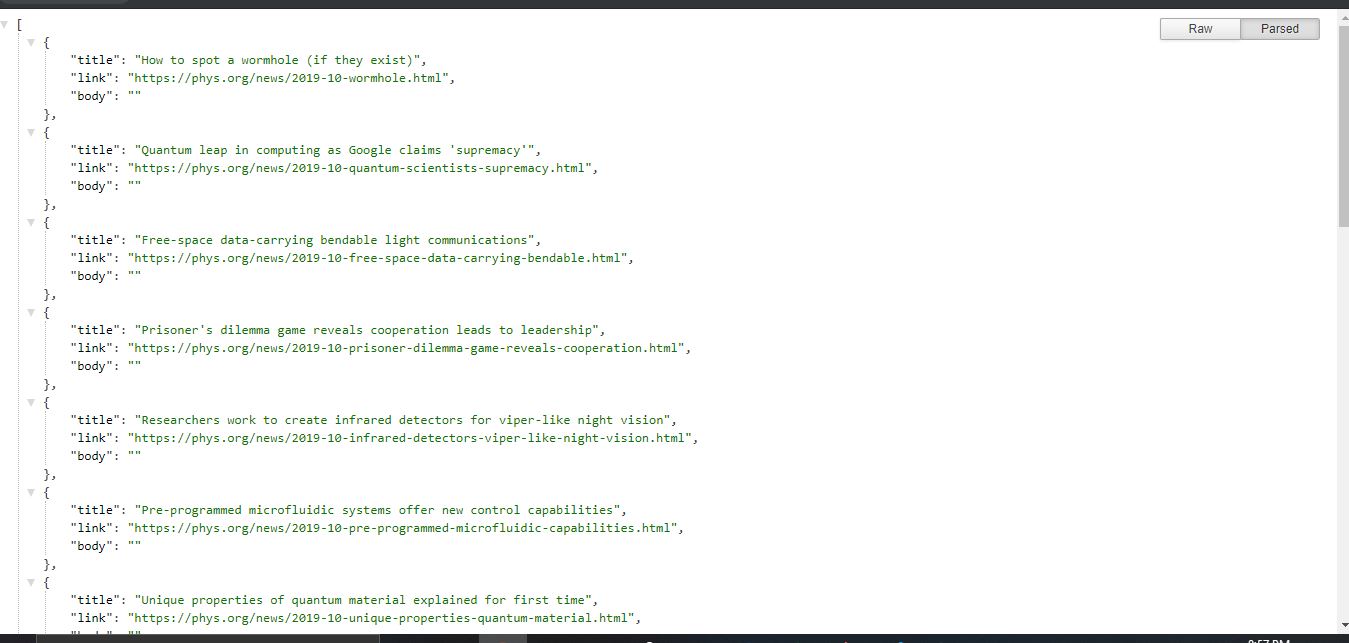 [
Raw Parsed
{
"title": "How to spot a wormhole (if they exist)",
"link": "https://phys.org/news/2019-10-wormhole.html",
"body": ""
},
{
"title": "Quantum leap in computing as Google claims 'supremacy'",
"link": "https://phys.org/news/2019-10-quantum-scientists-supremacy.html",
"body": ""
},
{
"title": "Free-space data-carrying bendable light communications",
"link": "https://phys.org/news/2019-10-free-space-data-carrying-bendable.html",
"body": ""
},
{
"title": "Prisoner's dilemma game reveals cooperation leads to leadership",
"link": "https://phys.org/news/2019-10-prisoner-dilemma-game-reveals-cooperation.html",
"body": ""
},
{
"title": "Researchers work to create infrared detectors for viper-like night vision",
"link": "https://phys.org/news/2019-10-infrared-detectors-viper-like-night-vision.html",
"body": ""
},
{
"title": "Pre-programmed microfluidic systems offer new control capabilities",
"link": "https://phys.org/news/2019-10-pre-programmed-microfluidic-capabilities.html",
"body": ""
},
{
"title": "Unique properties of quantum material explained for first time",
"link": "https://phys.org/news/2019-10-unique-properties-quantum-material.html",